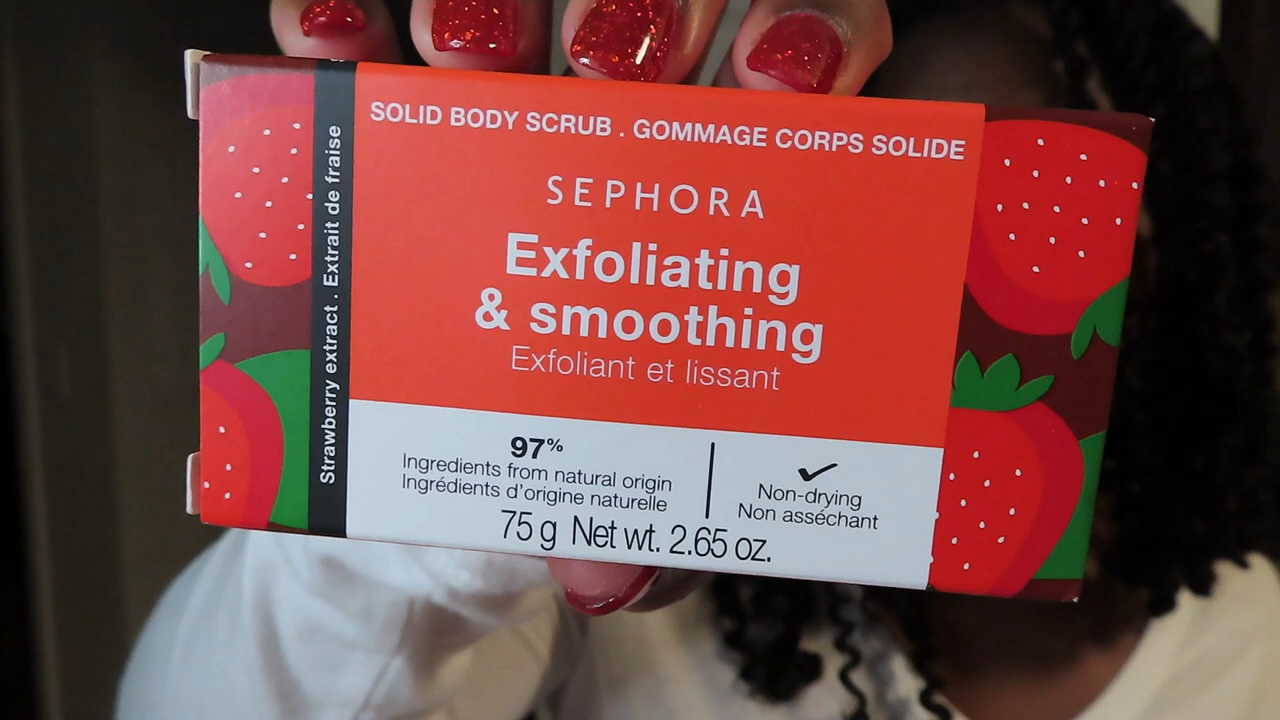 SOLID BODY SCRUB . GOMMAGE CORPS SOLIDE
SEPHORA
Exfoliating
& smoothing
Exfoliant et lissant
Strawberry extract . Extrait de fraise
97%
Ingredients from natural origin
Ingrédients d'origine naturelle
✓
Non-drying
Non asséchant
75 g Net wt. 2.65 oz.